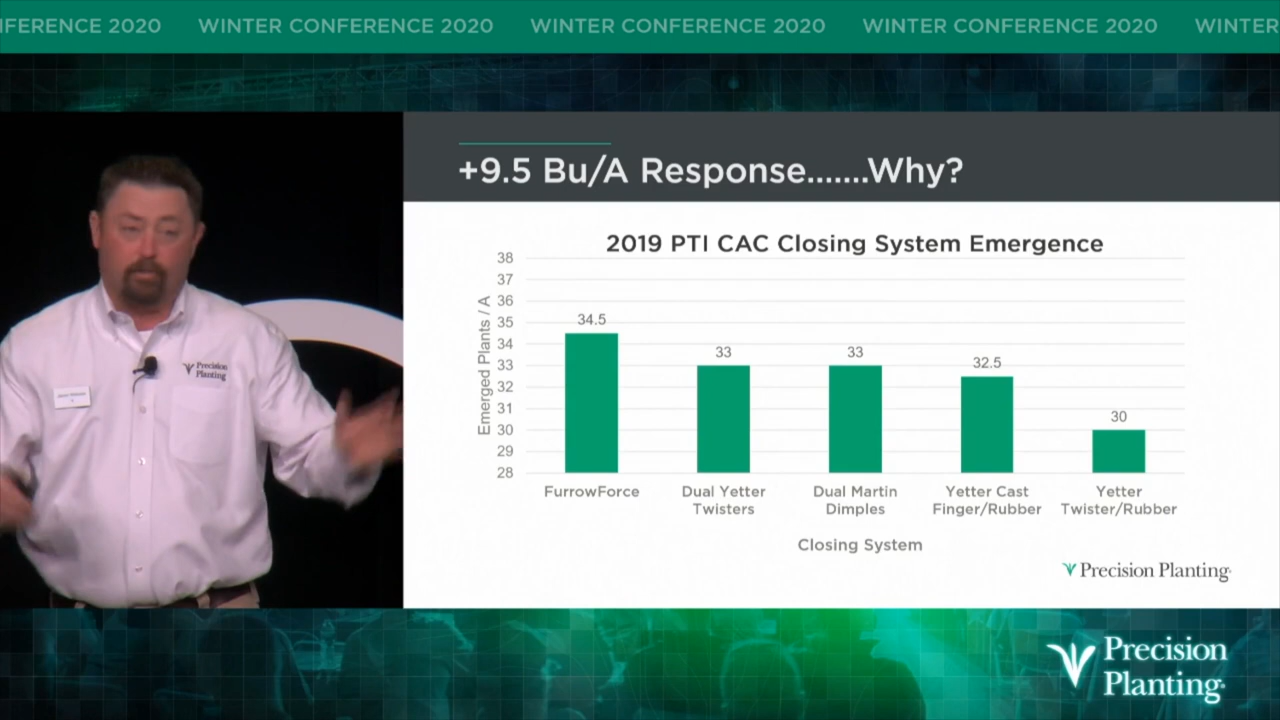 IFERENCE 2020 WINTER CONFERENCE 2020 WINTER CONFERENCE 2020 WINTER CONFERENCE 2020 WINTER
+9.5 Bu/A Response.......Why?
2019 PTI CAC Closing System Emergence
Emerged Plants / A
38
37
36
35
34
33
32
31
30
29
28
34.5
33
33
32.5
30
FurrowForce
Dual Yetter
Twisters
Dual Martin
Dimples
Yetter Cast
Finger/Rubber
Yetter
Twister/Rubber
Closing System
Precision Planting
Precision
Planting
Precision
Planting